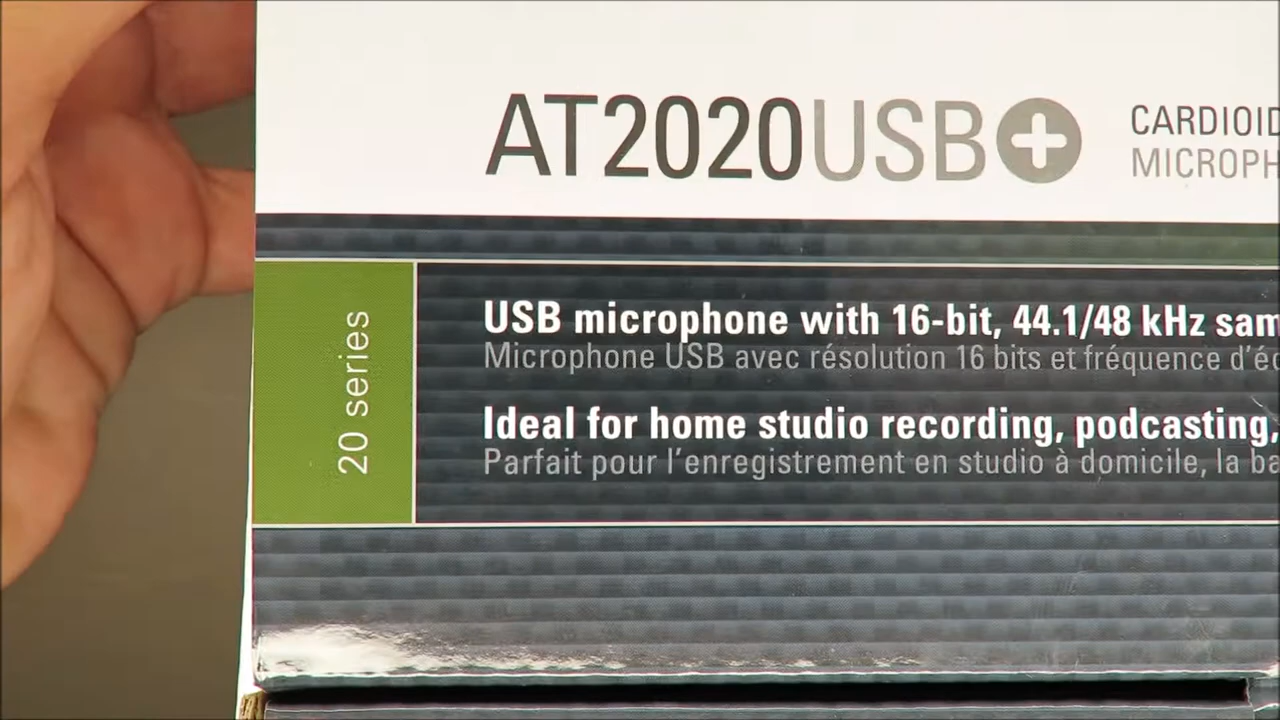 AT2020USB+
CARDIOID
MICROPH
20 series
USB microphone with 16-bit, 44.1/48 kHz sam
Microphone USB avec résolution 16 bits et fréquence d'éc
Ideal for home studio recording, podcasting,
Parfait pour l'enregistrement en studio à domicile, la ba